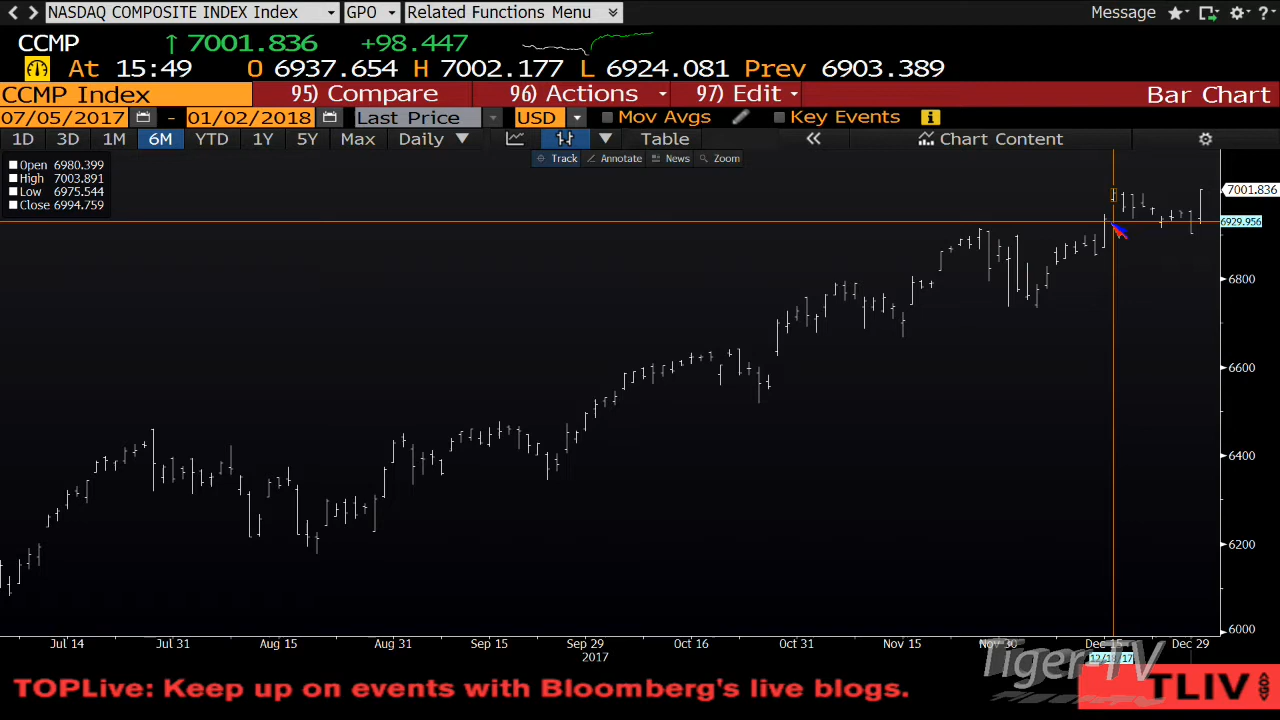 NASDAQ COMPOSITE INDEX Index GPO Related Functions Menu Message
CCMP 7001.836 +98.447
At 15:49 O 6937.654 H 7002.177 L 6924.081 Prev 6903.389
CCMP Index 95) Compare 96) Actions 97) Edit Bar Chart
07/05/2017 - 01/02/2018 Last Price USD Mov Avgs Key Events
1D 3D 1M 6M YTD 1Y 5Y Max Daily Table Chart Content
Track Annotate News Zoom
Open 6980.399
High 7003.891
Low 6975.544
Close 6994.759
7001.836
6929.956
6800
6600
6400
6200
6000
Jul 14 Jul 31 Aug 15 Aug 31 Sep 15 Sep 29 Oct 16 Oct 31 Nov 15 Nov 30 Dec 15 Dec 29
2017 12/18/17
Tiger-TV
TOPLive: Keep up on events with Bloomberg's live blogs. TLIV